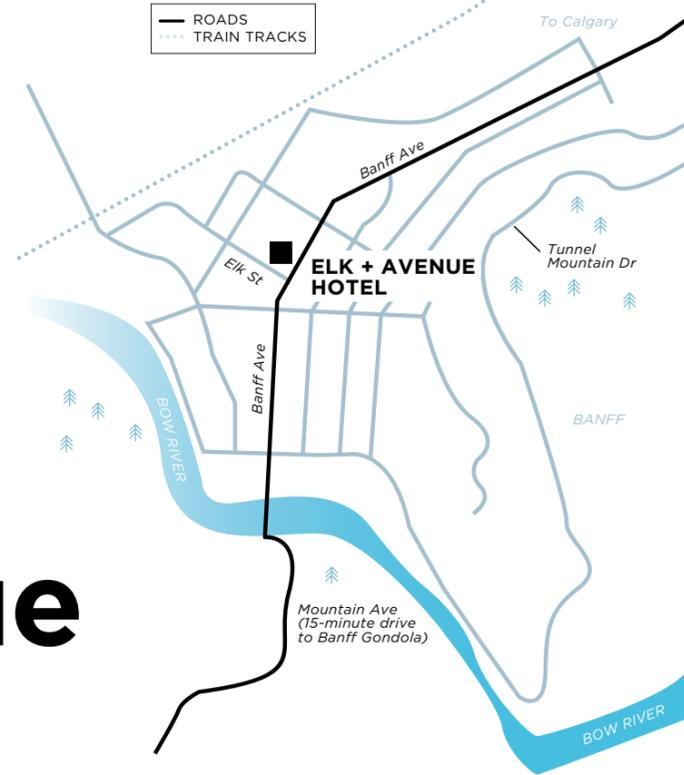 ROADS
TRAIN TRACKS
To Calgary
Banff Ave
Tunnel
Mountain Dr
Elk St
ELK + AVENUE
HOTEL
Banff Ave
BOW RIVER
BANFF
Mountain Ave
(15-minute drive
to Banff Gondola)
BOW RIVER